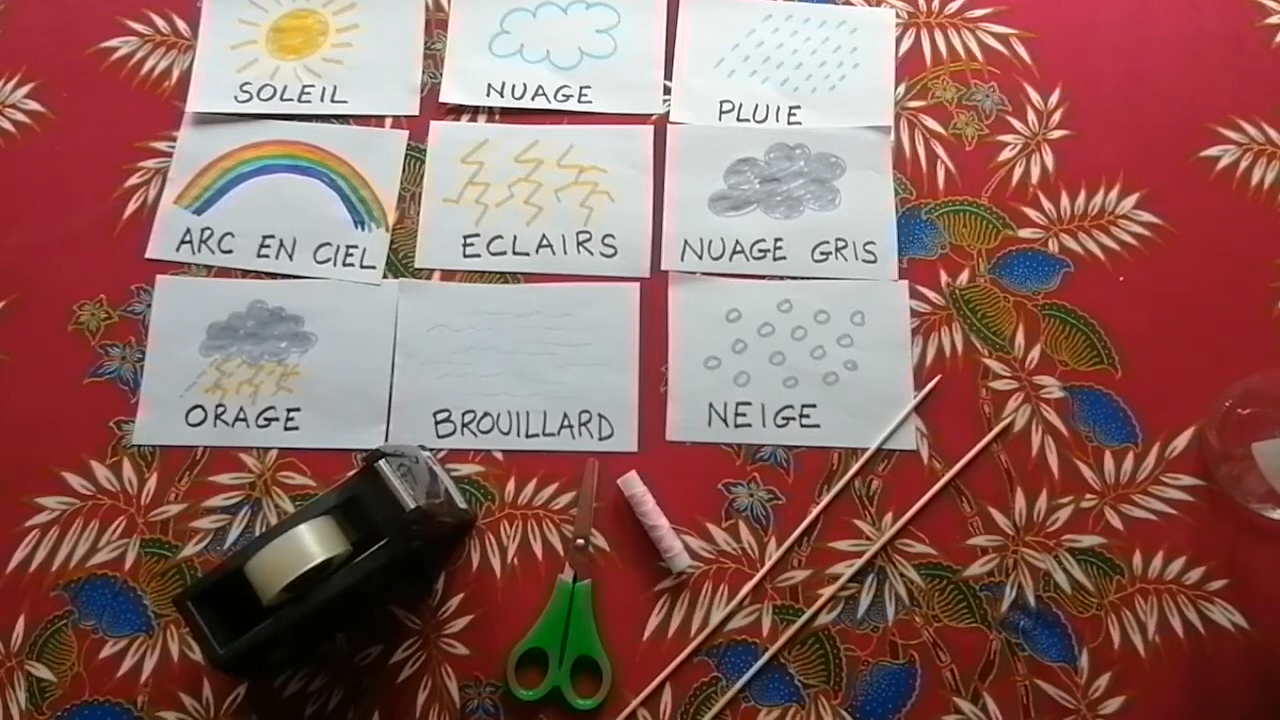 SOLEIL
NUAGE
PLUIE
ARC EN CIEL
ECLAIRS
NUAGE GRIS
ORAGE
BROUILLARD
NEIGE